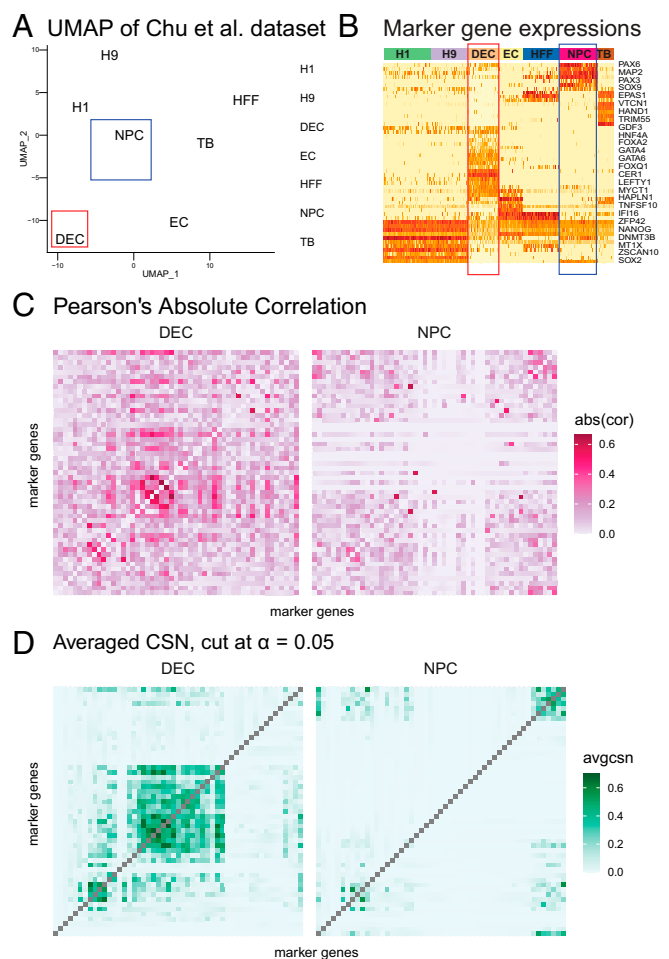 A UMAP of Chu et al. dataset
10
5
0
−5
−10
UMAP_2
H9
H1
HFF
NPC
TB
EC
DEC
−10
0
10
UMAP_1
H1
H9
DEC
EC
HFF
NPC
TB
B Marker gene expressions
H1 H9 DEC EC HFF NPC TB
PAX6
MAP2
PAX3
SOX9
EPAS1
VTCN1
HAND1
TRIM55
GDF3
HNF4A
FOXA2
GATA4
GATA6
FOXQ1
CER1
LEFTY1
MYCT1
HAPLN1
TNFSF10
IFI16
ZFP42
NANOG
DNMT3B
MT1X
ZSCAN10
SOX2
C Pearson's Absolute Correlation
DEC
NPC
marker genes
marker genes
abs(cor)
0.6
0.4
0.2
0.0
D Averaged CSN, cut at α = 0.05
DEC
NPC
marker genes
marker genes
avgcsn
0.6
0.4
0.2
0.0